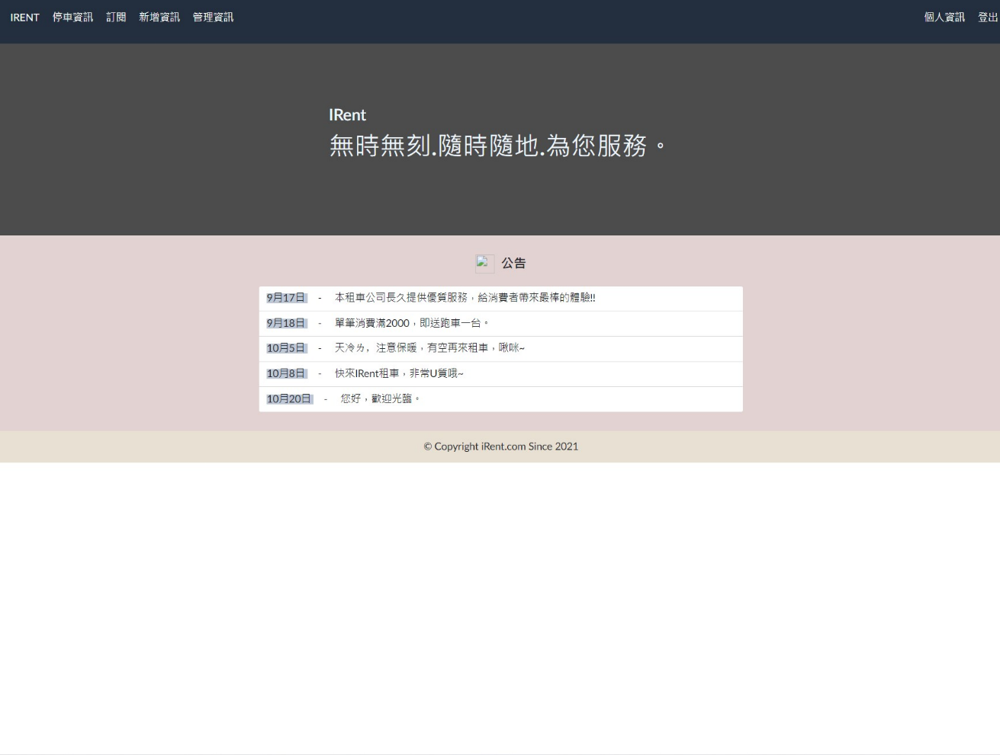 IRENT 停車資訊 訂閱 新增資訊 管理資訊 個人資訊 登出
IRent
無時無刻.隨時隨地.為您服務。
公告
9月17日 - 本租車公司長久提供優質服務，給消費者帶來最棒的體驗!!
9月18日 - 單筆消費滿2000，即送跑車一台。
10月5日 - 天冷ㄌ，注意保暖，有空再來租車，啾咪~
10月8日 - 快來IRent租車，非常U質哦~
10月20日 - 您好，歡迎光臨。
© Copyright iRent.com Since 2021